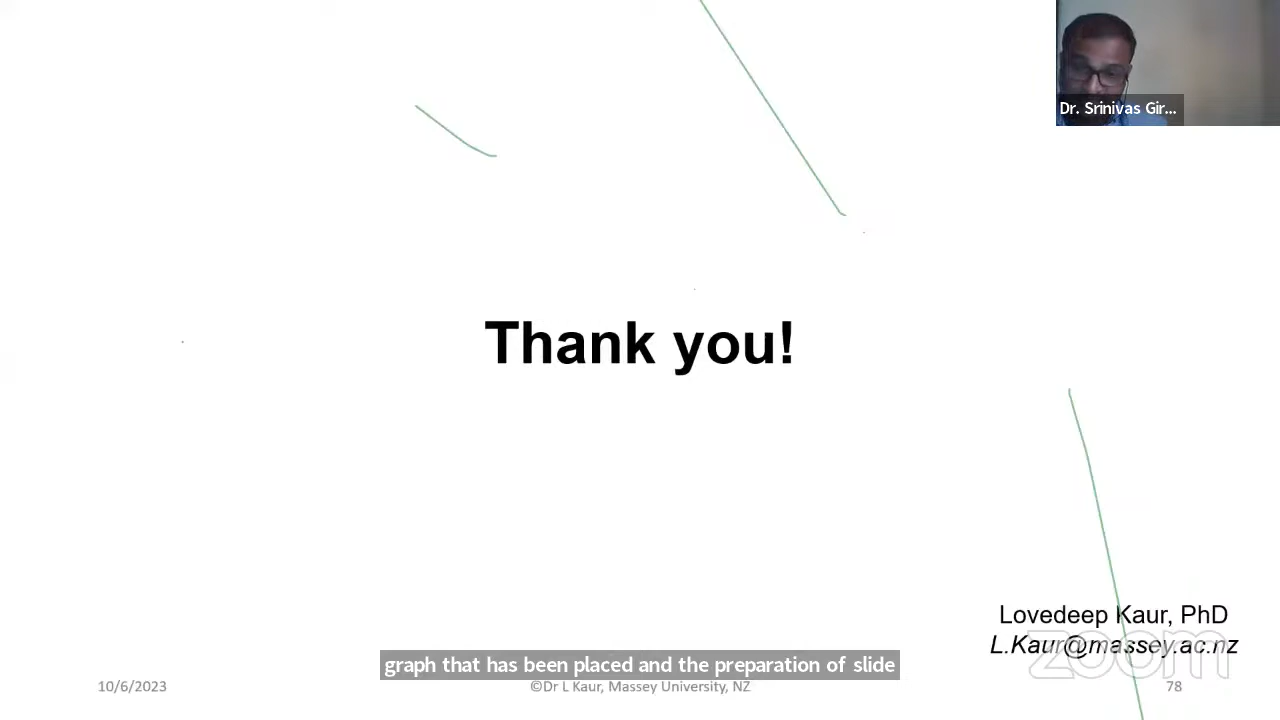 Dr. Srinivas Gir...
Thank you!
Lovedeep Kaur, PhD
L.Kaur@massey.ac.nz
zoom
graph that has been placed and the preparation of slide
10/6/2023
©Dr L Kaur, Massey University, NZ
78